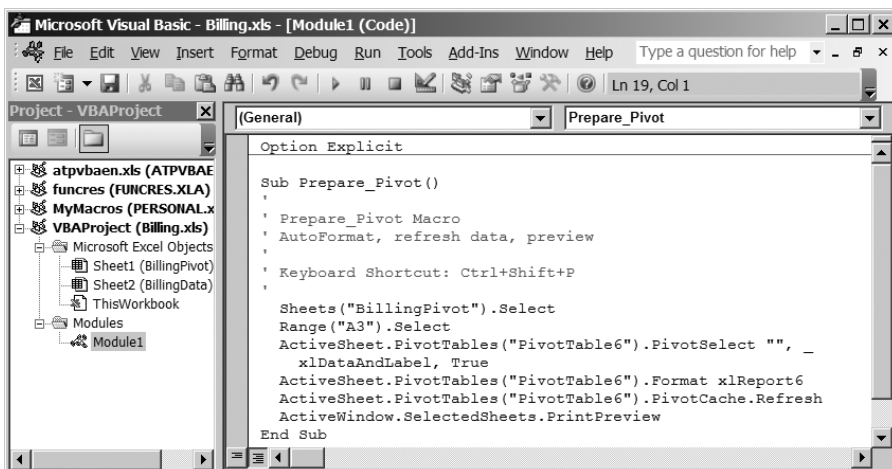 Microsoft Visual Basic - Billing.xls - [Module1 (Code)]
File Edit View Insert Format Debug Run Tools Add-Ins Window Help Type a question for help
Ln 19, Col 1
Project - VBAProject
(General) Prepare_Pivot
atpvbaen.xls (ATPVBAE
funcres (FUNCRES.XLA)
MyMacros (PERSONAL.x
VBAProject (Billing.xls)
Microsoft Excel Objects
Sheet1 (BillingPivot)
Sheet2 (BillingData)
ThisWorkbook
Modules
Module1
Option Explicit
Sub Prepare_Pivot()
'
' Prepare_Pivot Macro
' AutoFormat, refresh data, preview
'
' Keyboard Shortcut: Ctrl+Shift+P
'
Sheets("BillingPivot").Select
Range("A3").Select
ActiveSheet.PivotTables("PivotTable6").PivotSelect "", _
xlDataAndLabel, True
ActiveSheet.PivotTables("PivotTable6").Format xlReport6
ActiveSheet.PivotTables("PivotTable6").PivotCache.Refresh
ActiveWindow.SelectedSheets.PrintPreview
End Sub